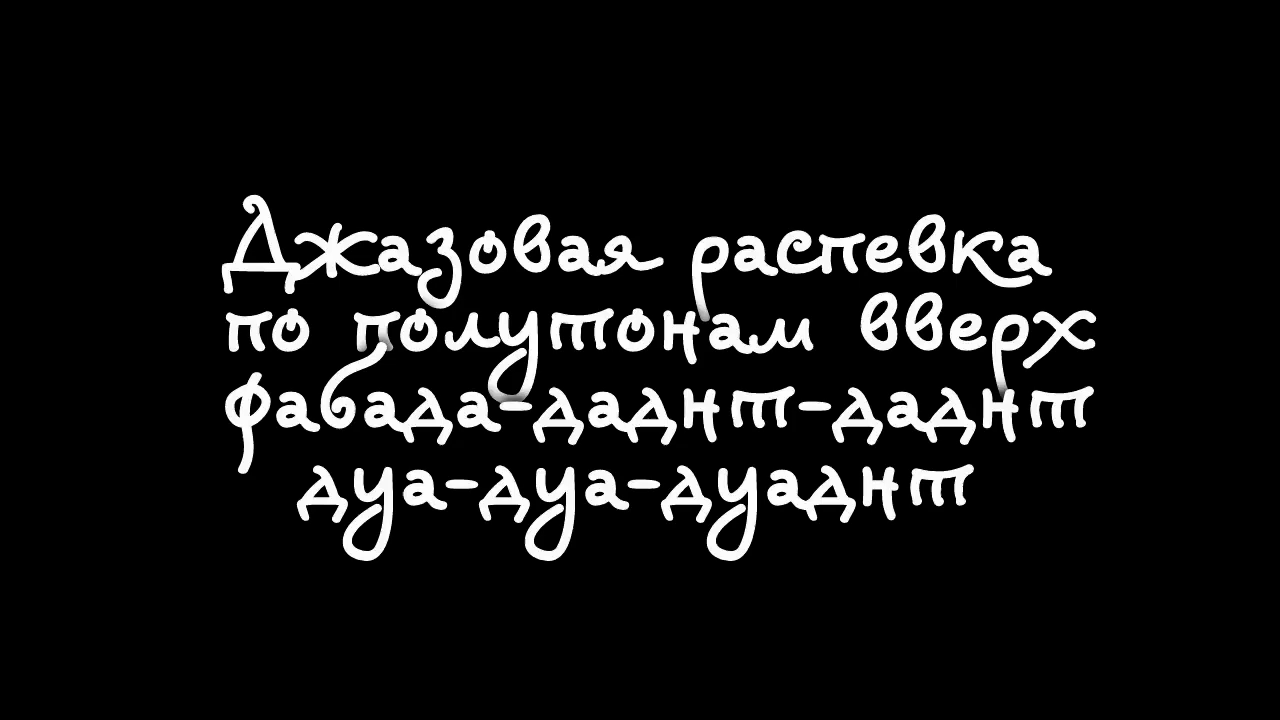 Джазовая распевка
по полутонам вверх
фабада-даднт-даднт
дуа-дуа-дуаднт